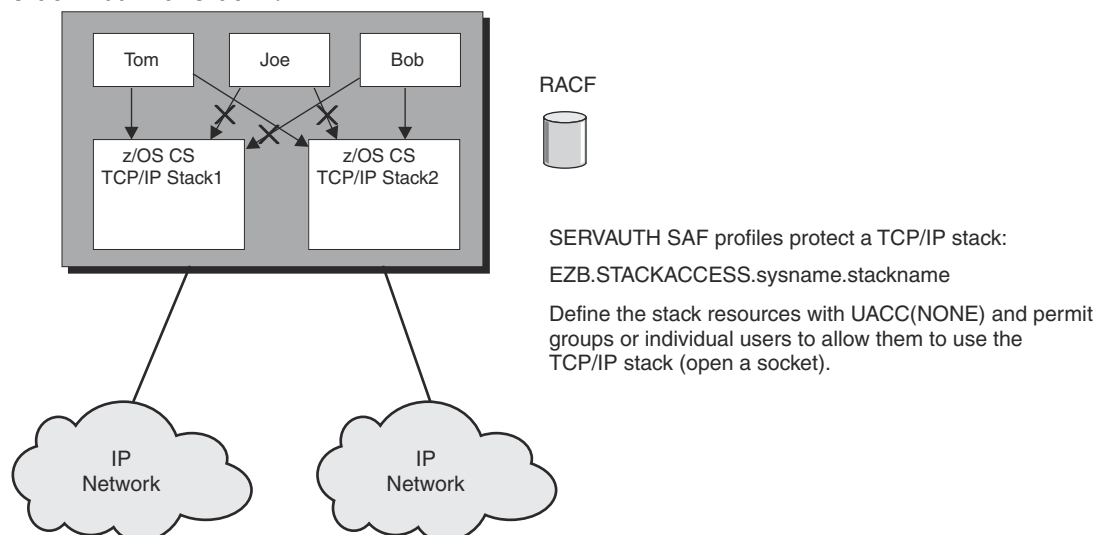 Tom
Joe
Bob
RACF
z/OS CS
TCP/IP Stack1
z/OS CS
TCP/IP Stack2
SERVAUTH SAF profiles protect a TCP/IP stack:
EZB.STACKACCESS.sysname.stackname
Define the stack resources with UACC(NONE) and permit
groups or individual users to allow them to use the
TCP/IP stack (open a socket).
IP
Network
IP
Network